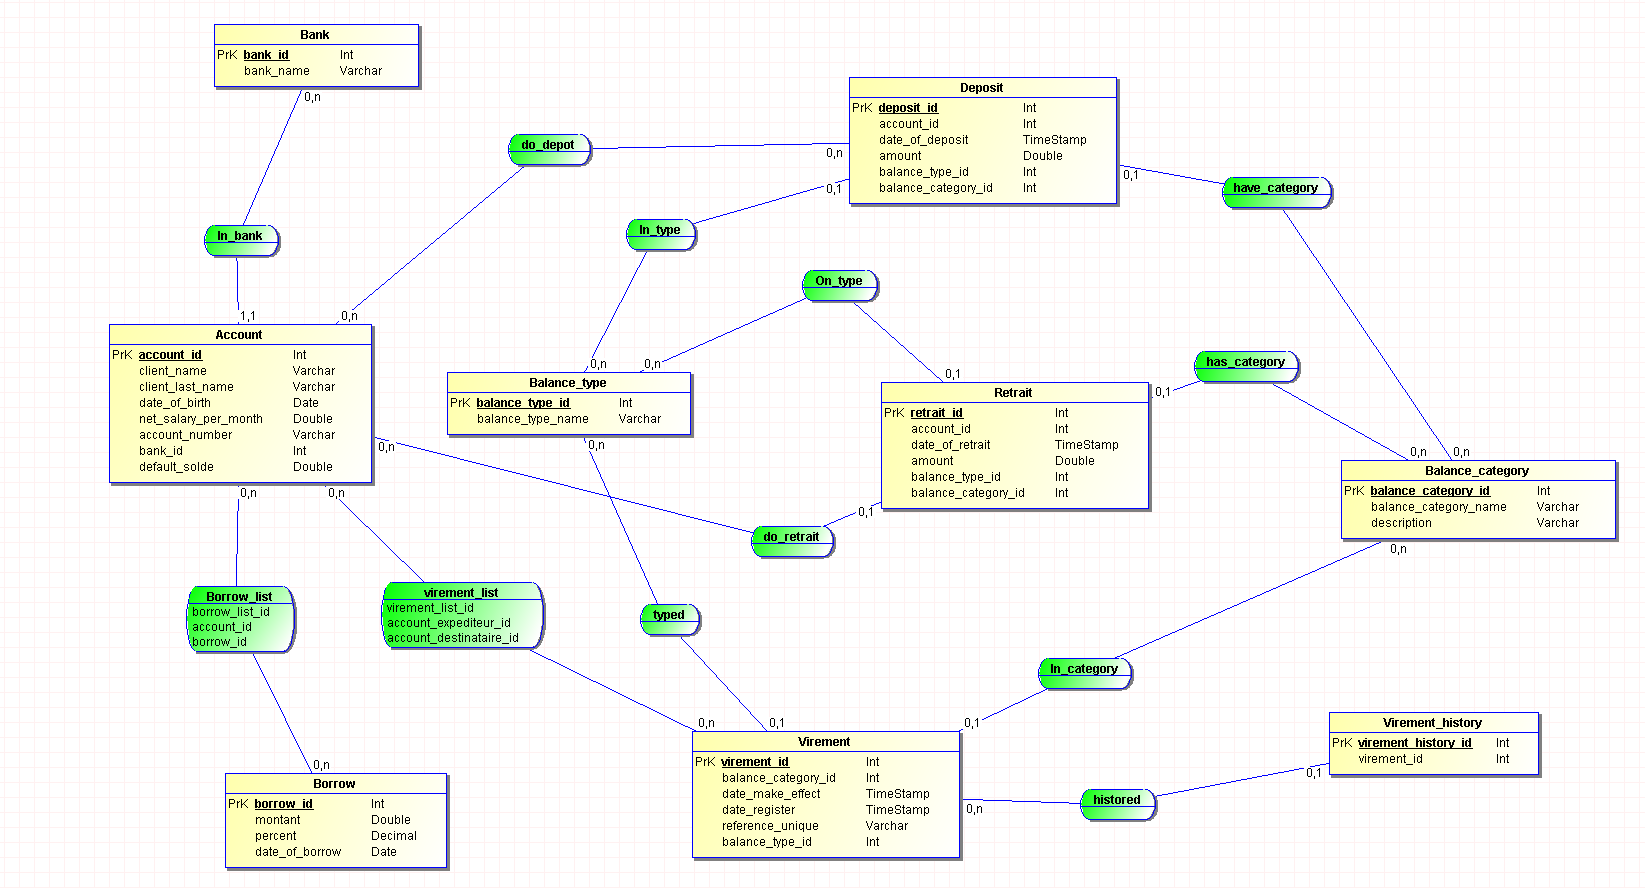 Bank
PrK bank_id Int
bank_name Varchar
0,n
In_bank
1,1
Deposit
PrK deposit_id Int
account_id Int
date_of_deposit TimeStamp
amount Double
balance_type_id Int
balance_category_id Int
do_depot
0,n
0,n
0,1
In_type
0,n
0,1
have_category
0,n
On_type
0,n
0,1
has_category
0,1
0,n
Account
PrK account_id Int
client_name Varchar
client_last_name Varchar
date_of_birth Date
net_salary_per_month Double
account_number Varchar
bank_id Int
default_solde Double
Balance_type
PrK balance_type_id Int
balance_type_name Varchar
Retrait
PrK retrait_id Int
account_id Int
date_of_retrait TimeStamp
amount Double
balance_type_id Int
balance_category_id Int
Balance_category
PrK balance_category_id Int
balance_category_name Varchar
description Varchar
0,n
0,n
0,1
do_retrait
0,n
0,n
0,n
Borrow_list
borrow_list_id
account_id
borrow_id
virement_list
virement_list_id
account_expediteur_id
account_destinataire_id
typed
In_category
0,n
0,n
0,1
0,1
Borrow
PrK borrow_id Int
montant Double
percent Decimal
date_of_borrow Date
Virement
PrK virement_id Int
balance_category_id Int
date_make_effect TimeStamp
date_register TimeStamp
reference_unique Varchar
balance_type_id Int
0,n
histored
0,1
Virement_history
PrK virement_history_id Int
virement_id Int